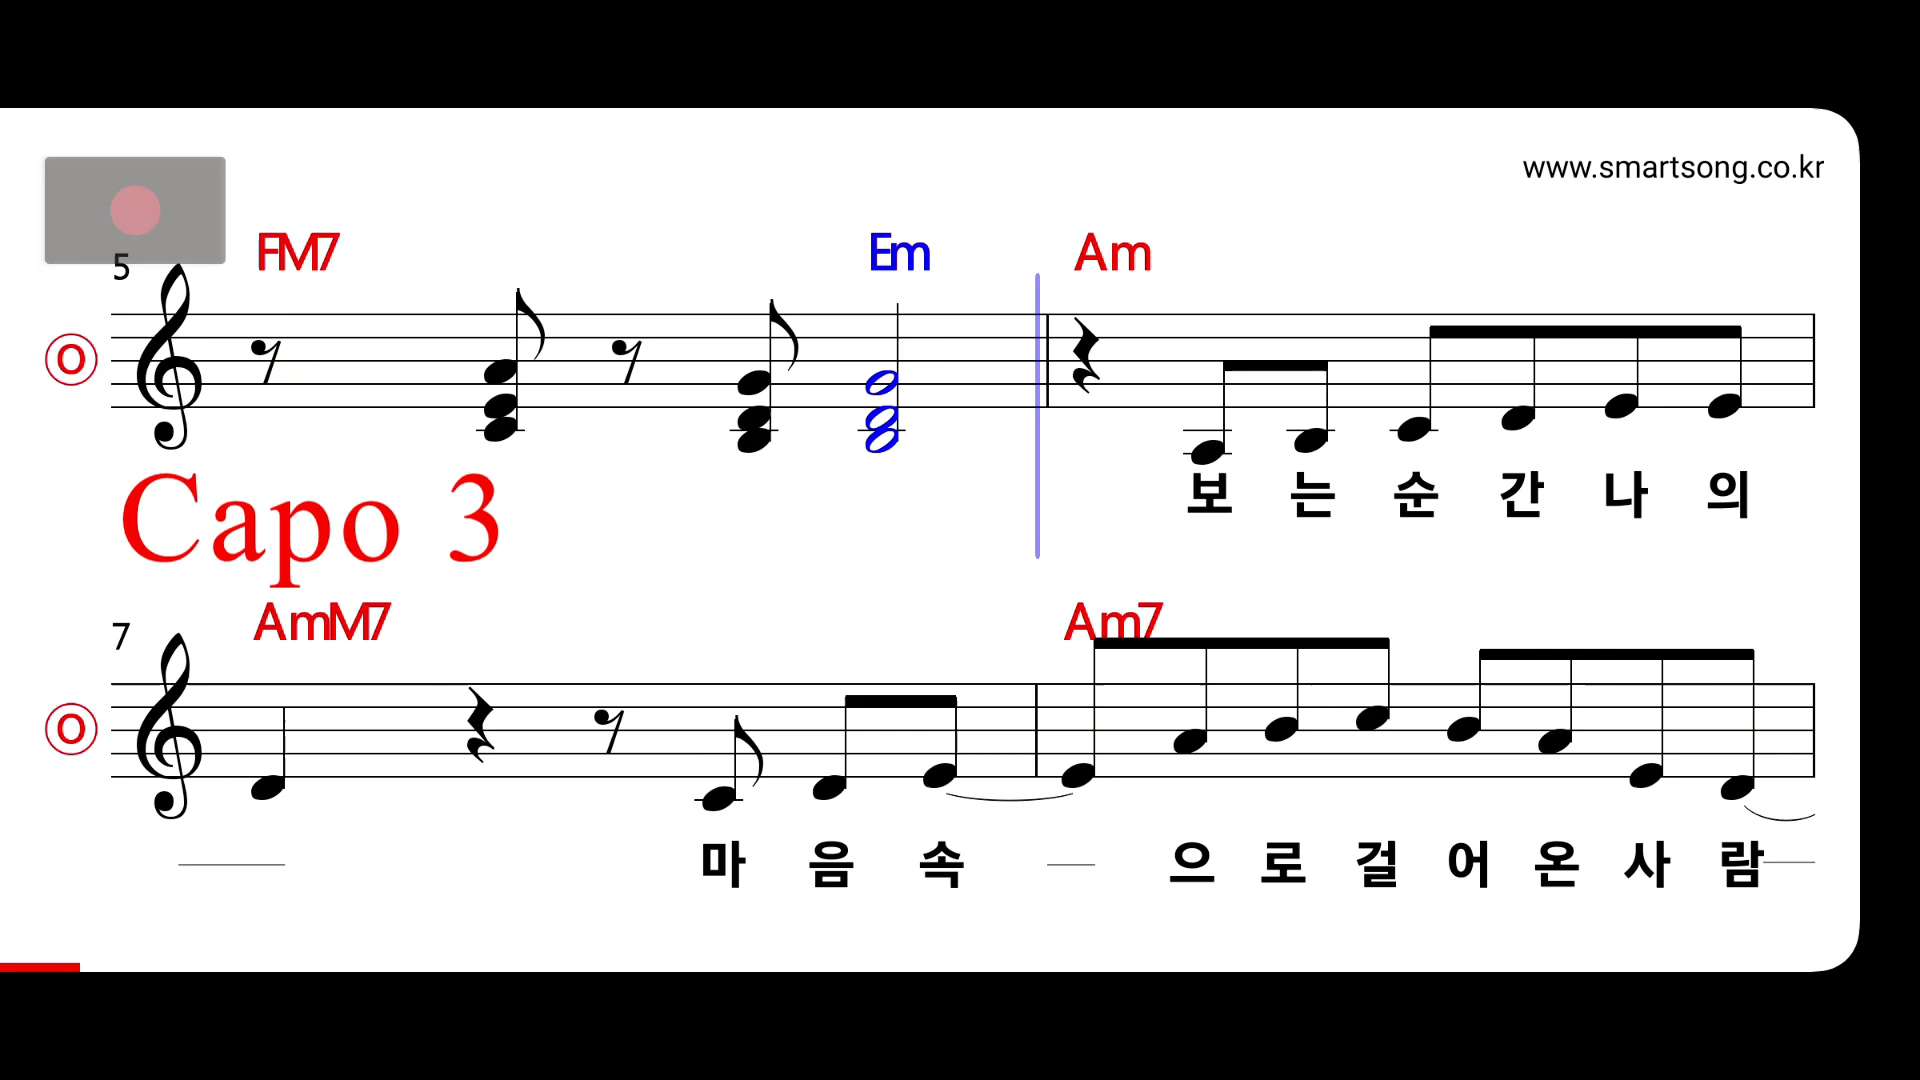 www.smartsong.co.kr
5 FM7 Em Am
O
보 는 순 간 나 의
Capo 3
7 AmM7 Am7
O
마 음 속 으 로 걸 어 온 사 람